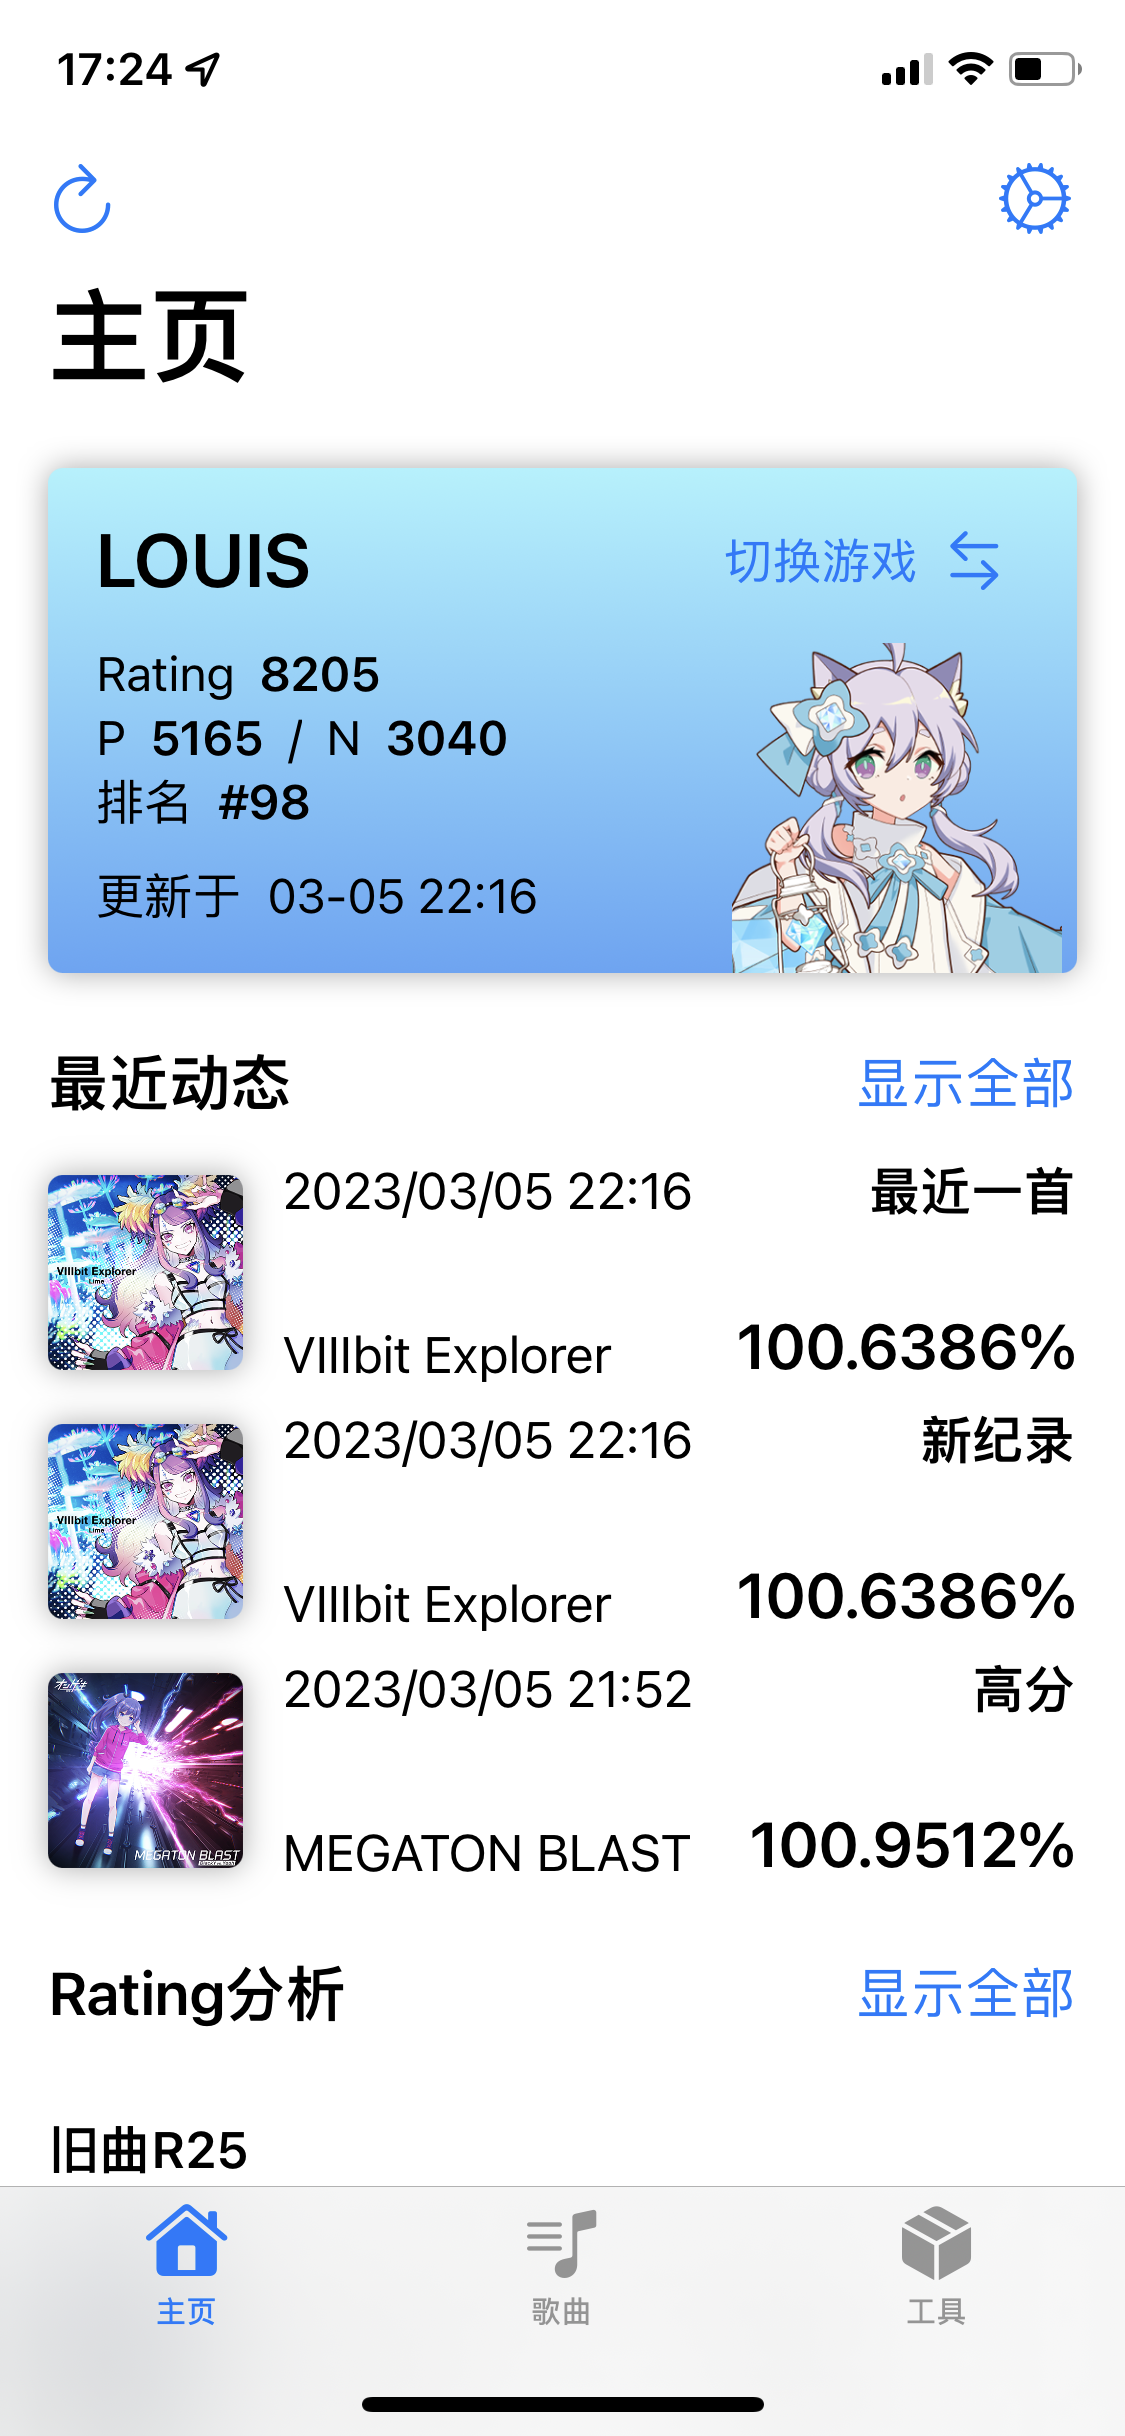 17:24
主页
LOUIS
切换游戏
Rating 8205
P 5165 / N 3040
排名 #98
更新于 03-05 22:16
最近动态
显示全部
2023/03/05 22:16
最近一首
VIIIbit Explorer
Lime
VIIIbit Explorer
100.6386%
2023/03/05 22:16
新纪录
VIIIbit Explorer
Lime
VIIIbit Explorer
100.6386%
オンゲキ
2023/03/05 21:52
高分
MEGATON BLAST
MEGATON BLAST
100.9512%
Rating分析
显示全部
旧曲R25
主页
歌曲
工具